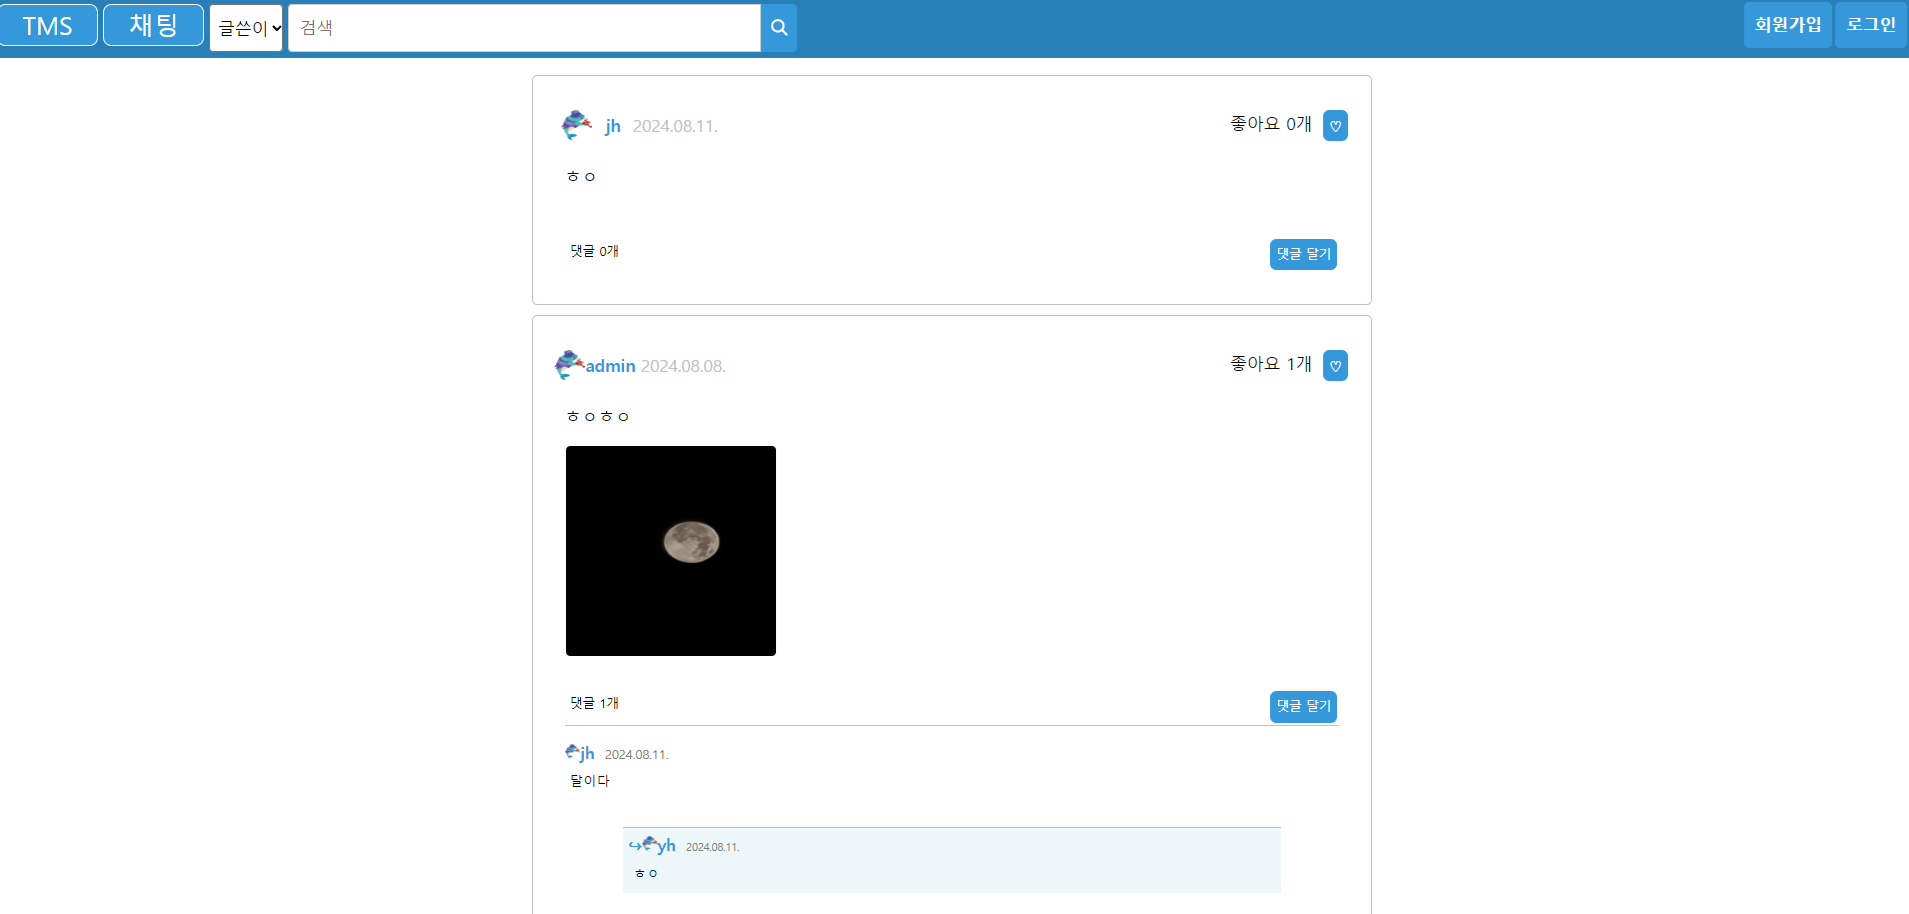 TMS 채팅 글쓴이 검색 회원가입 로그인
jh 2024.08.11. 좋아요 0개 ♡
ㅎㅇ
댓글 0개 댓글 달기
admin 2024.08.08. 좋아요 1개 ♡
ㅎㅇㅎㅇ
댓글 1개 댓글 달기
jh 2024.08.11.
달이다
↪yh 2024.08.11.
ㅎㅇ